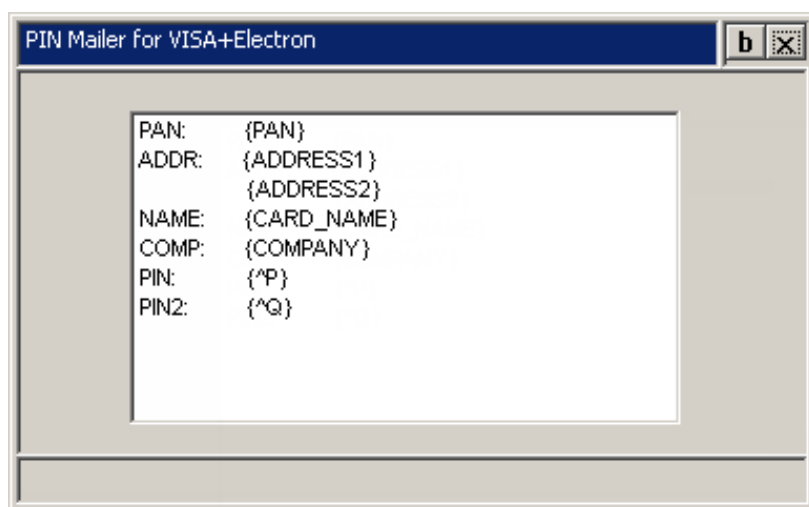 PIN Mailer for VISA+Electron b
PAN: {PAN}
ADDR: {ADDRESS1}
{ADDRESS2}
NAME: {CARD_NAME}
COMP: {COMPANY}
PIN: {^P}
PIN2: {^Q}